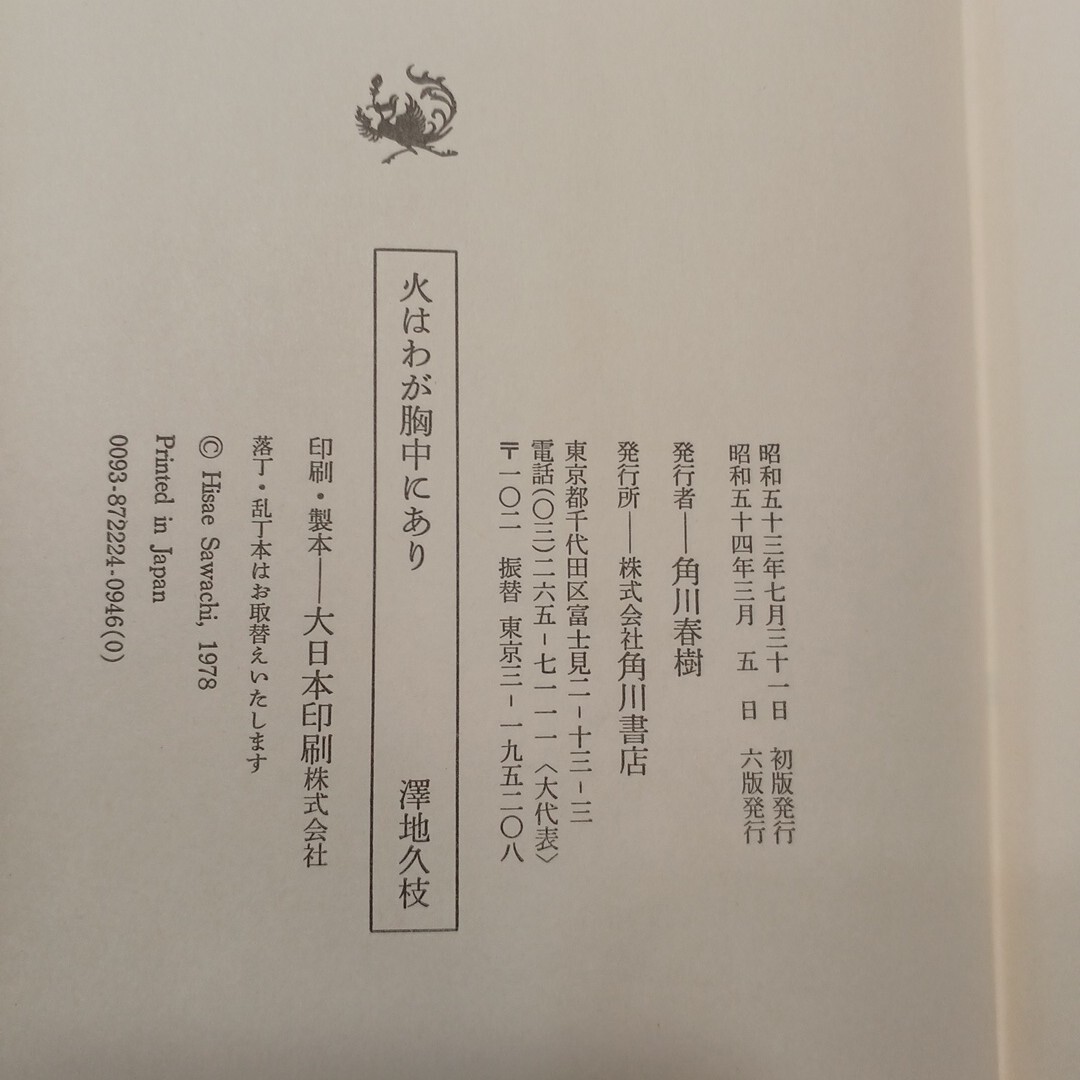 昭和五十三年七月三十一日　初版発行
昭和五十四年三月　五　日　六版発行
発行者―角川春樹
発行所―株式会社角川書店
東京都千代田区富士見二−十三−三
電話(〇三)二六五−七一一一〈大代表〉
〒一〇二　振替 東京三−一九五二〇八
火はわが胸中にあり　澤地久枝
印刷・製本―大日本印刷株式会社
落丁・乱丁本はお取替えいたします
© Hisae Sawachi, 1978
Printed in Japan
0093-872224-0946(0)